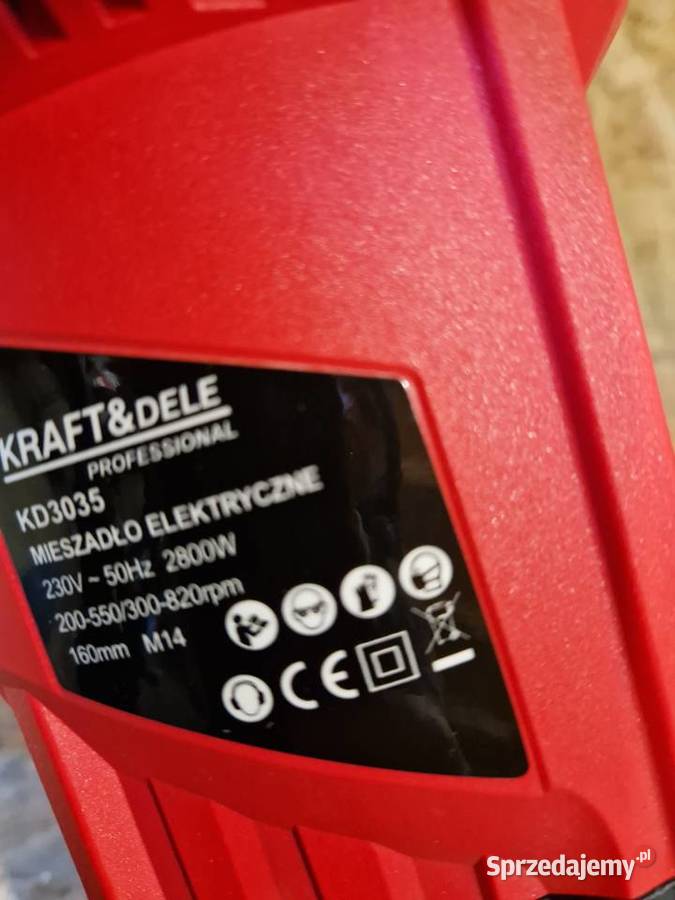 KRAFT&DELE
PROFESSIONAL
KD3035
MIESZADŁO ELEKTRYCZNE
230V ~ 50Hz 2800W
200-550/300-820rpm
160mm M14
CE
Sprzedajemy.pl